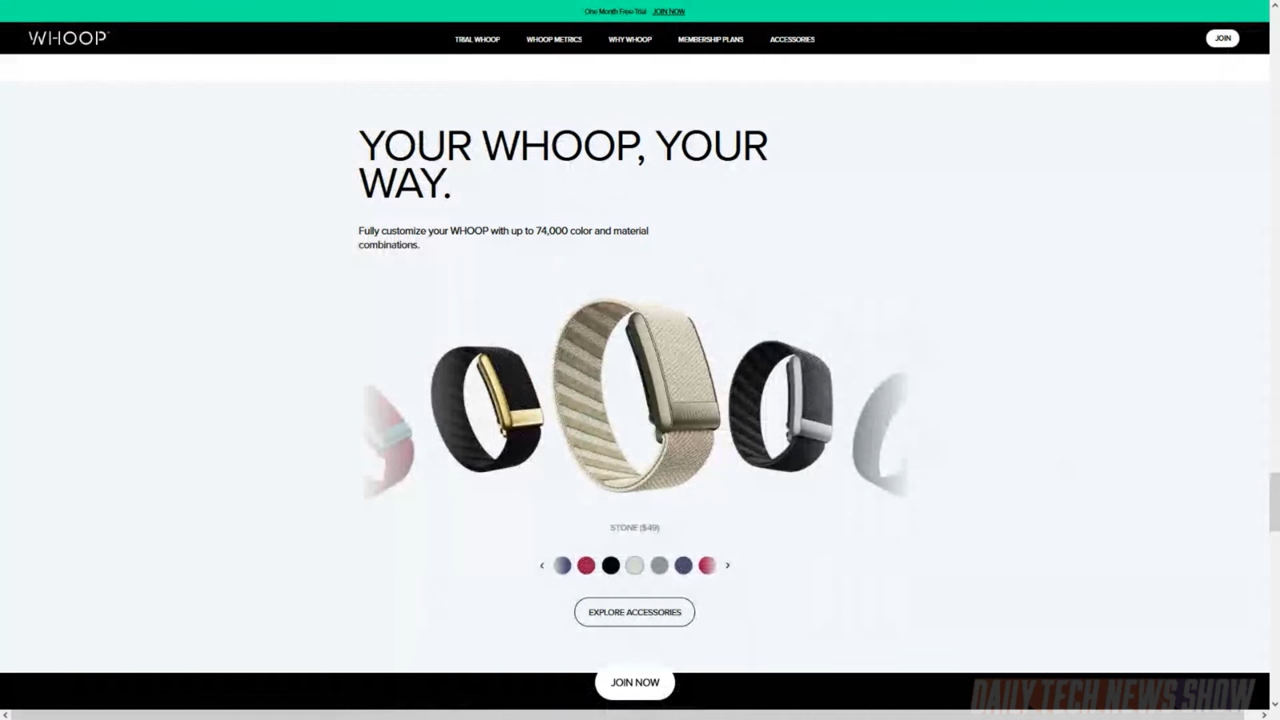 One Month Free Trial JOIN NOW
WHOOP
TRIAL WHOOP WHOOP METRICS WHY WHOOP MEMBERSHIP PLANS ACCESSORIES JOIN
YOUR WHOOP, YOUR
WAY.
Fully customize your WHOOP with up to 74,000 color and material
combinations.
STONE ($49)
EXPLORE ACCESSORIES
JOIN NOW
DAILY TECH NEWS SHOW